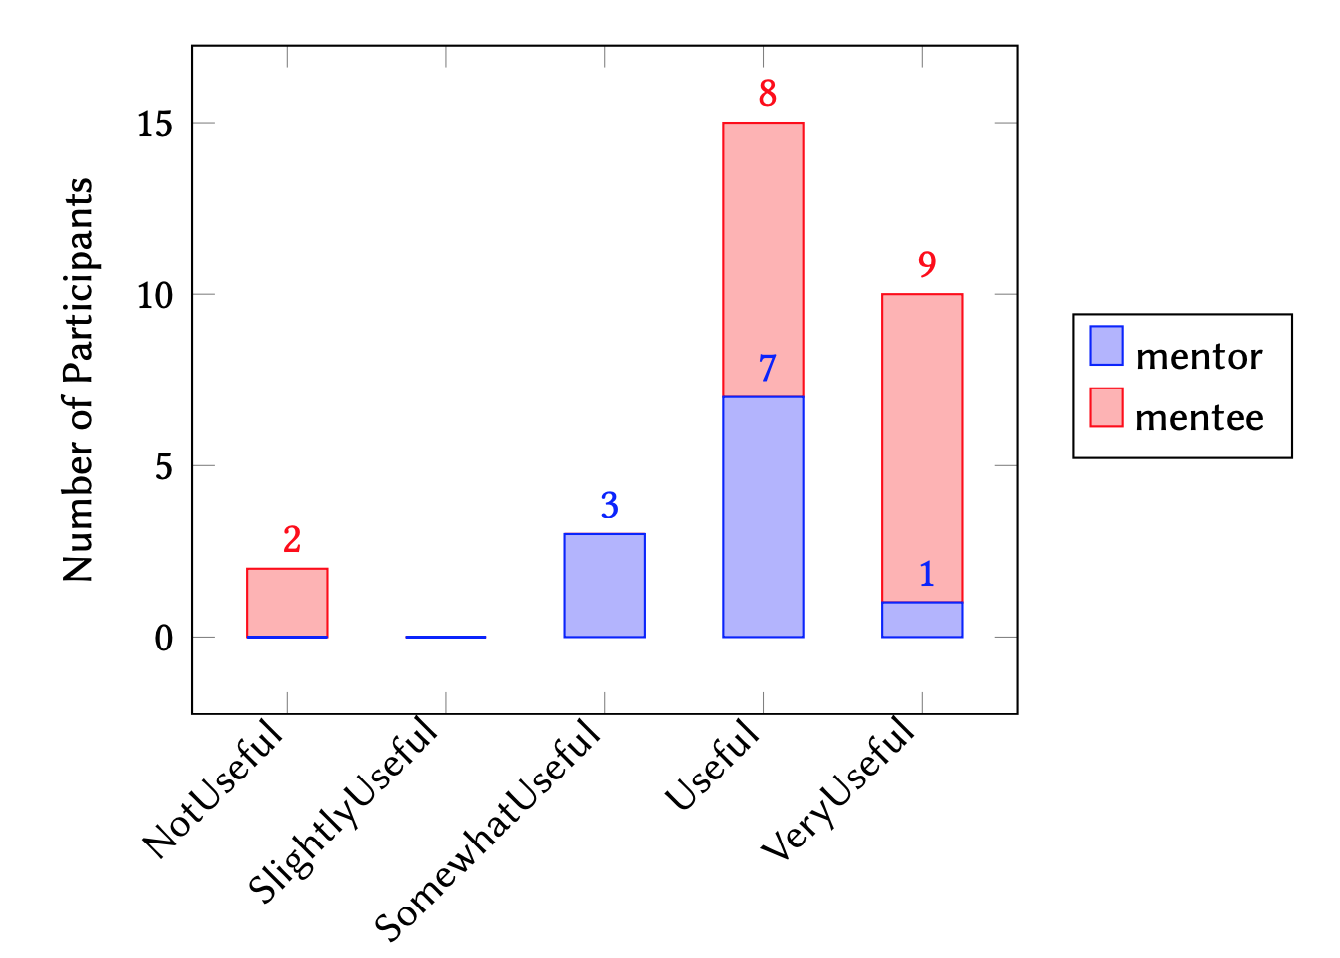 8
15
9
10
Number of Participants
mentor
7
mentee
3
5
2
1
0
NotUseful
SlightlyUseful
SomewhatUseful
Useful
VeryUseful